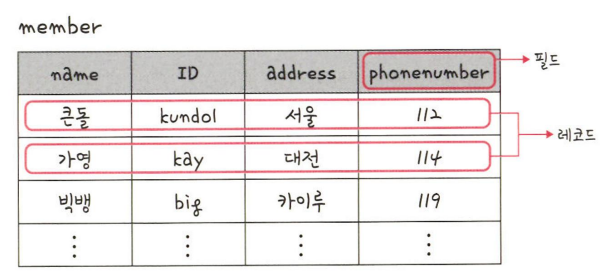 member
name ID address phonenumber 필드
큰돌 kundol 서울 112
레코드
가영 kay 대전 114
빅뱅 big 카이루 119
⋮ ⋮ ⋮ ⋮